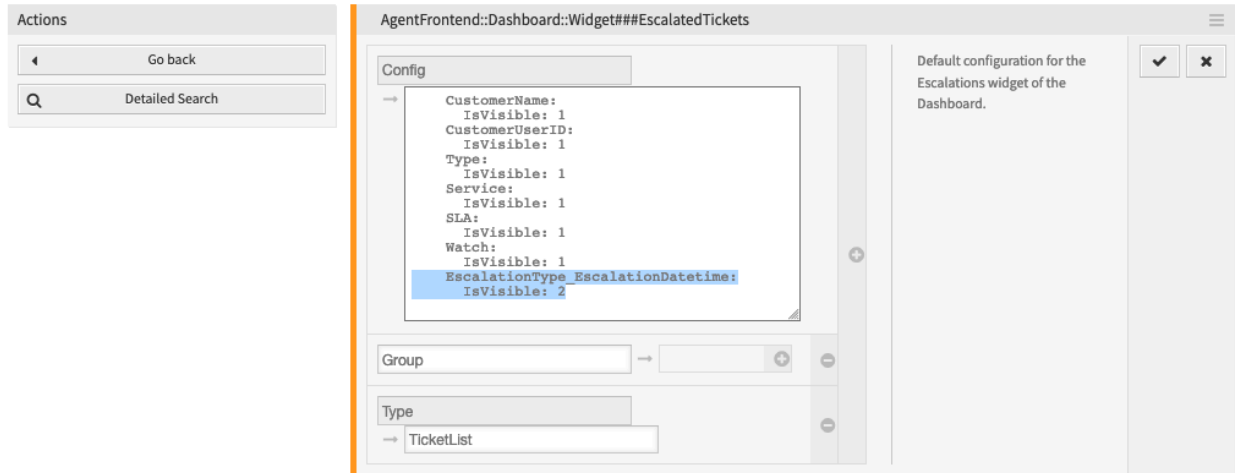 Actions
Go back
Detailed Search
AgentFrontend::Dashboard::Widget###EscalatedTickets
Config
CustomerName:
IsVisible: 1
CustomerUserID:
IsVisible: 1
Type:
IsVisible: 1
Service:
IsVisible: 1
SLA:
IsVisible: 1
Watch:
IsVisible: 1
EscalationType_EscalationDatetime:
IsVisible: 2
Group
Type
TicketList
Default configuration for the
Escalations widget of the
Dashboard.